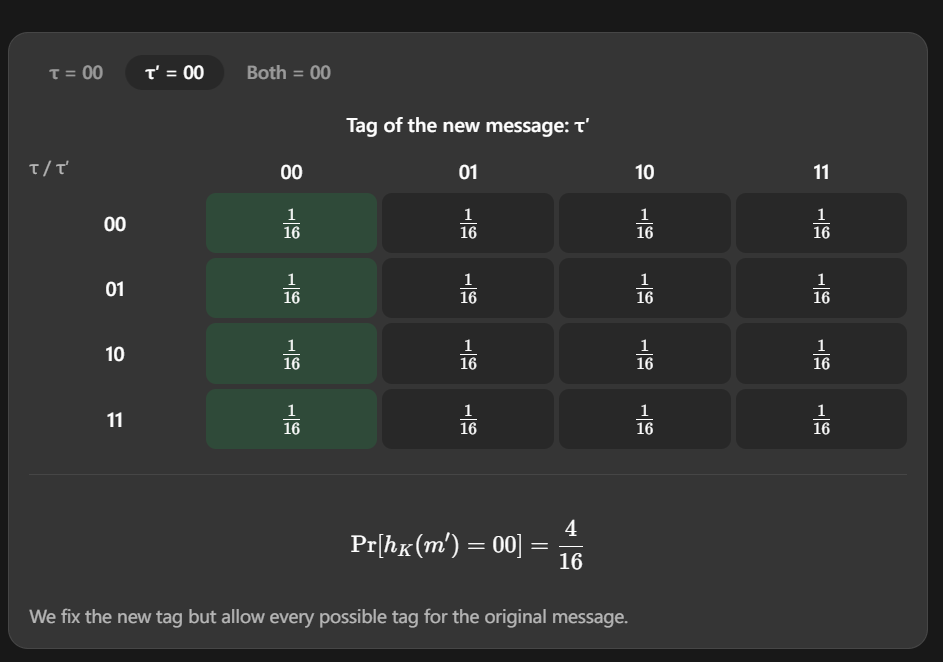 τ = 00 τ′ = 00 Both = 00
Tag of the new message: τ′
τ / τ′ 00 01 10 11
00 1/16 1/16 1/16 1/16
01 1/16 1/16 1/16 1/16
10 1/16 1/16 1/16 1/16
11 1/16 1/16 1/16 1/16
Pr[h_K(m′) = 00] = 4/16
We fix the new tag but allow every possible tag for the original message.